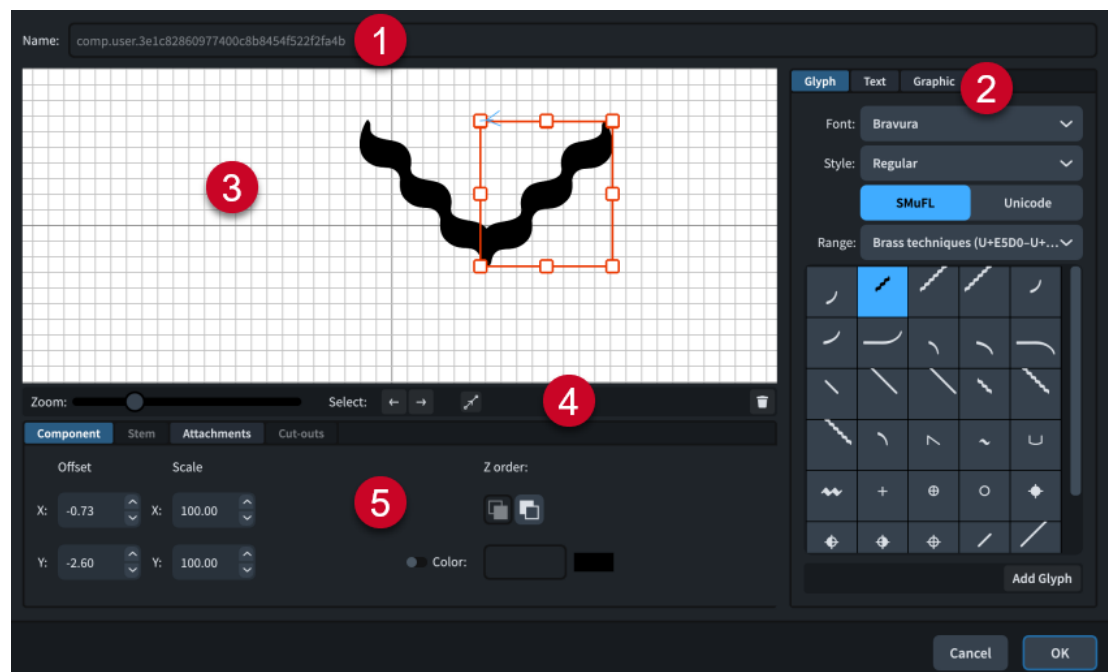 Name: comp.user.3e1c82860977400c8b8454f522f2fa4b
1
Glyph Text Graphic
2
Font: Bravura
Style: Regular
SMuFL Unicode
Range: Brass techniques (U+E5D0–U+...
3
Zoom: Select: ← →
4
Component Stem Attachments Cut-outs
Offset Scale Z order:
X: -0.73 X: 100.00
5
Y: -2.60 Y: 100.00 Color:
Add Glyph
Cancel OK